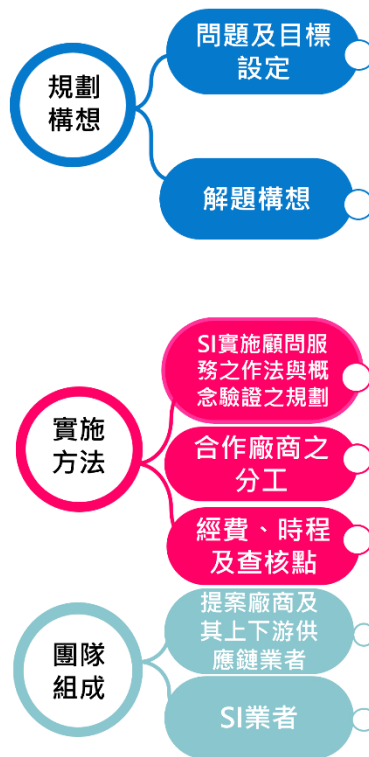 規劃
構想
問題及目標
設定
解題構想
實施
方法
SI實施顧問服
務之作法與概
念驗證之規劃
合作廠商之
分工
經費、時程
及查核點
團隊
組成
提案廠商及
其上下游供
應鏈業者
SI業者